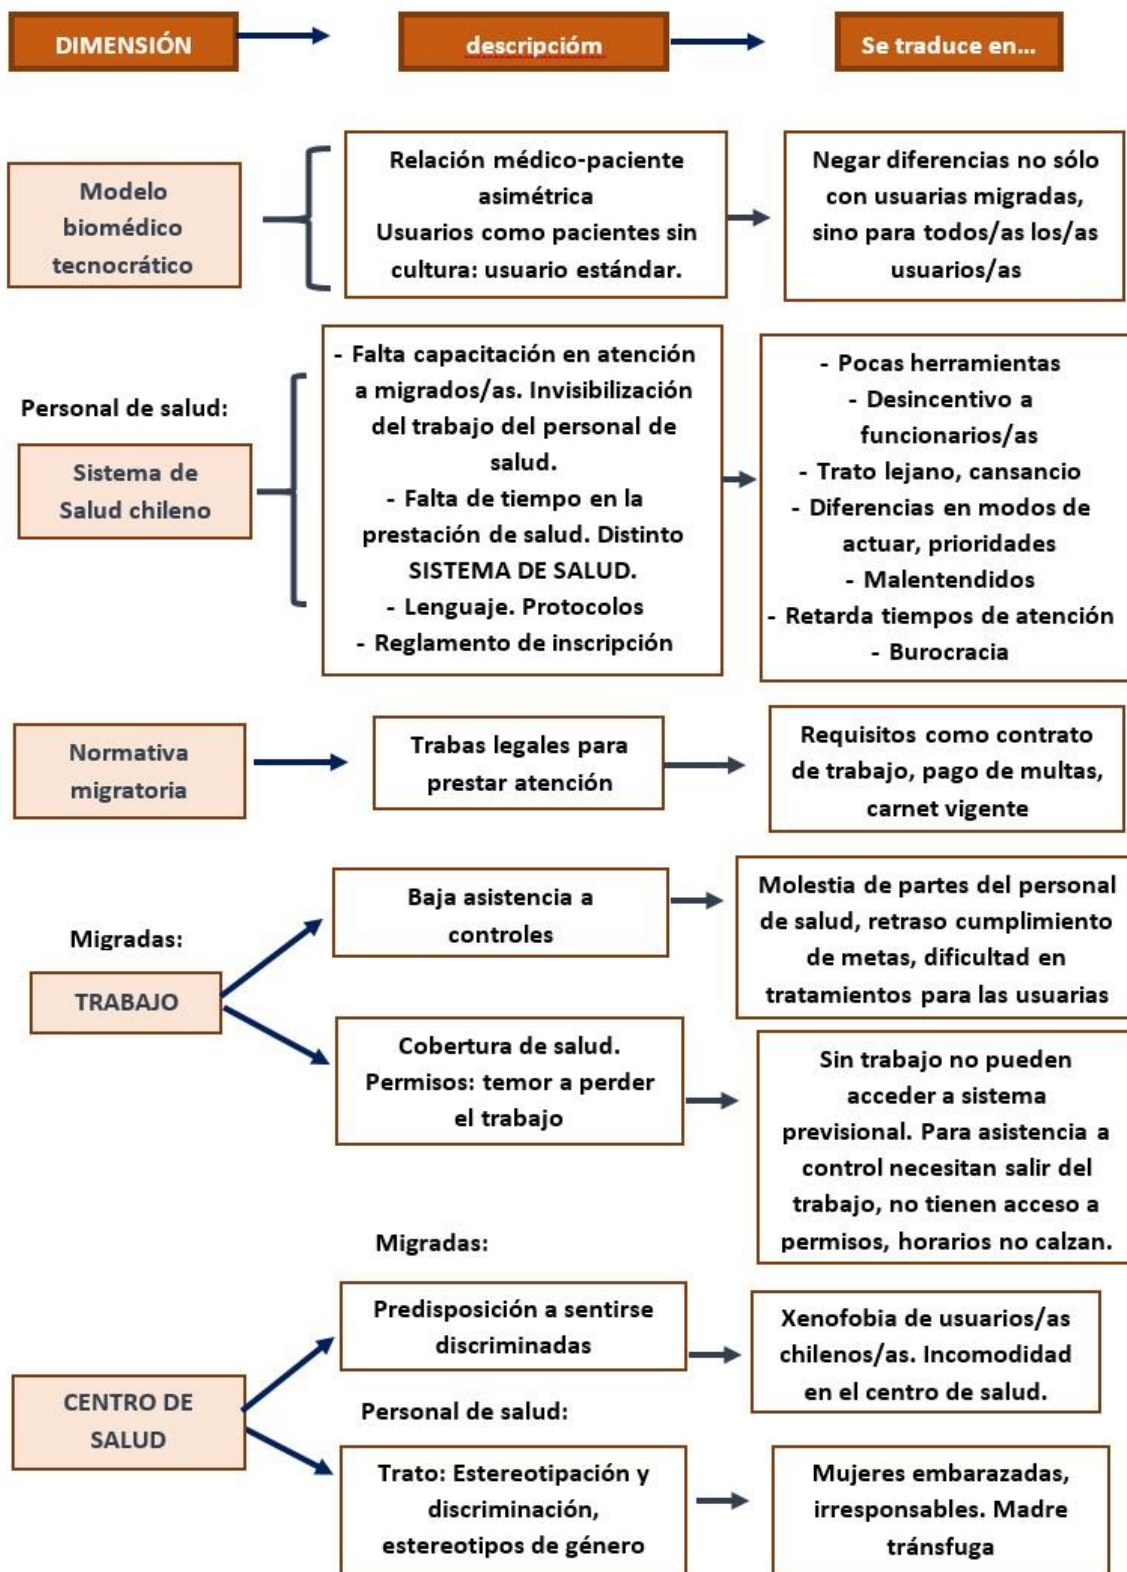 DIMENSIÓN
descripcióm
Se traduce en...
Modelo
biomédico
tecnocrático
Relación médico-paciente
asimétrica
Usuarios como pacientes sin
cultura: usuario estándar.
Negar diferencias no sólo
con usuarias migradas,
sino para todos/as los/as
usuarios/as
Personal de salud:
Sistema de
Salud chileno
- Falta capacitación en atención
a migrados/as. Invisibilización
del trabajo del personal de
salud.
- Falta de tiempo en la
prestación de salud. Distinto
SISTEMA DE SALUD.
- Lenguaje. Protocolos
- Reglamento de inscripción
- Pocas herramientas
- Desincentivo a
funcionarios/as
- Trato lejano, cansancio
- Diferencias en modos de
actuar, prioridades
- Malentendidos
- Retarda tiempos de atención
- Burocracia
Normativa
migratoria
Trabas legales para
prestar atención
Requisitos como contrato
de trabajo, pago de multas,
carnet vigente
Migradas:
TRABAJO
Baja asistencia a
controles
Molestia de partes del personal
de salud, retraso cumplimiento
de metas, dificultad en
tratamientos para las usuarias
Cobertura de salud.
Permisos: temor a perder
el trabajo
Sin trabajo no pueden
acceder a sistema
previsional. Para asistencia a
control necesitan salir del
trabajo, no tienen acceso a
permisos, horarios no calzan.
Migradas:
CENTRO DE
SALUD
Predisposición a sentirse
discriminadas
Xenofobia de usuarios/as
chilenos/as. Incomodidad
en el centro de salud.
Personal de salud:
Trato: Estereotipación y
discriminación,
estereotipos de género
Mujeres embarazadas,
irresponsables. Madre
tránsfuga